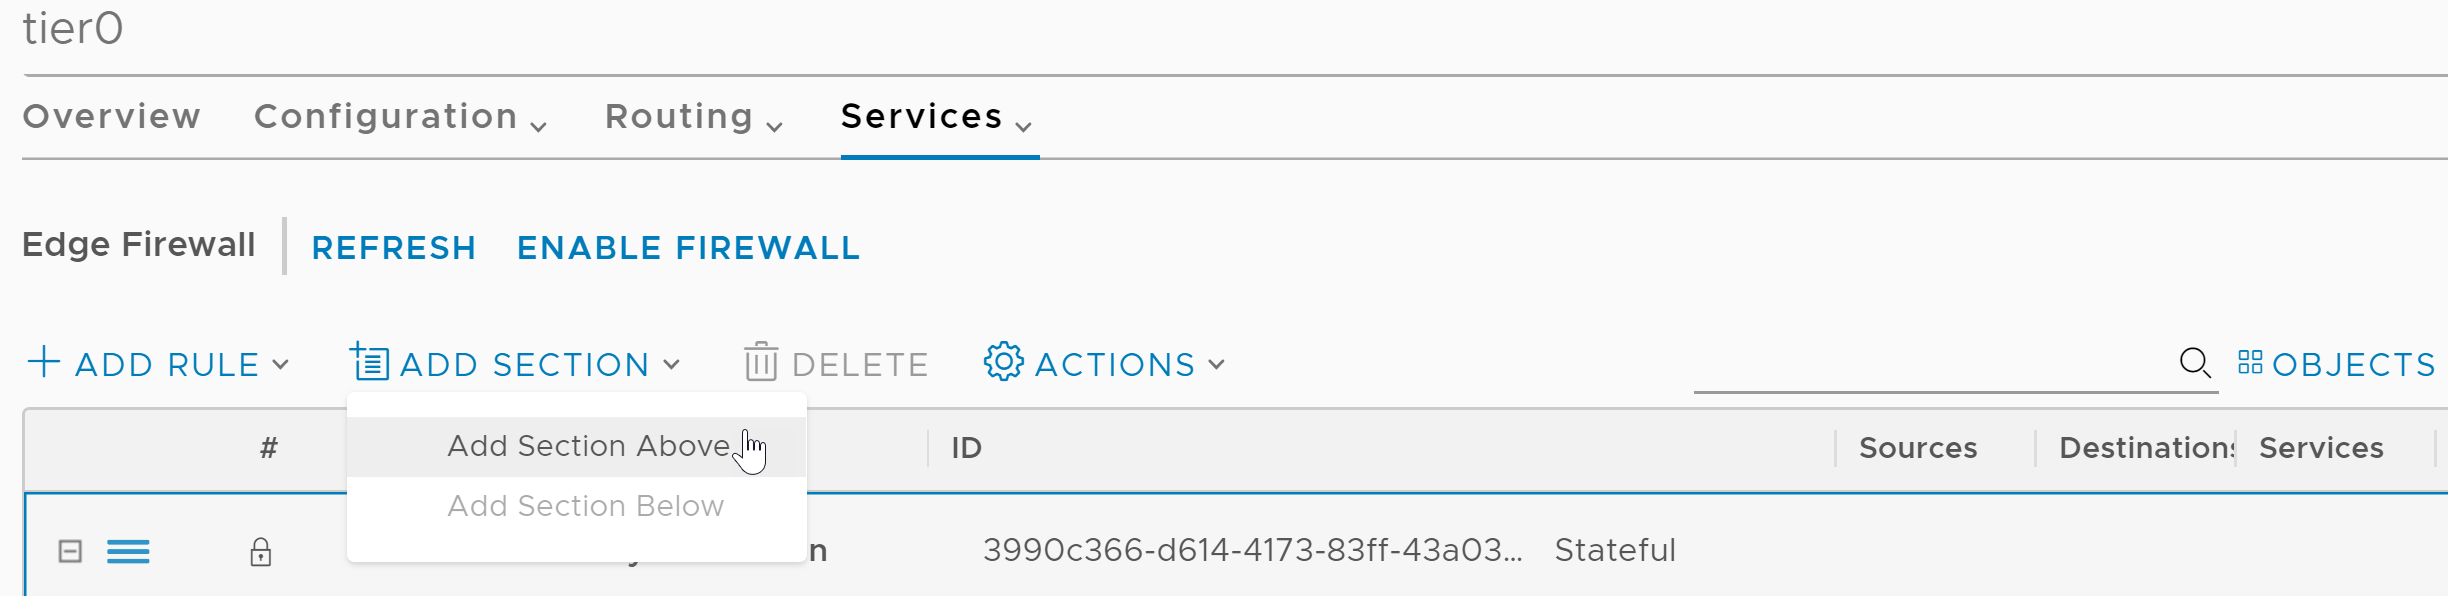 tier0
Overview Configuration Routing Services
Edge Firewall REFRESH ENABLE FIREWALL
ADD RULE ADD SECTION DELETE ACTIONS OBJECTS
# ID Sources Destinations Services
Add Section Above
Add Section Below
3990c366-d614-4173-83ff-43a03... Stateful